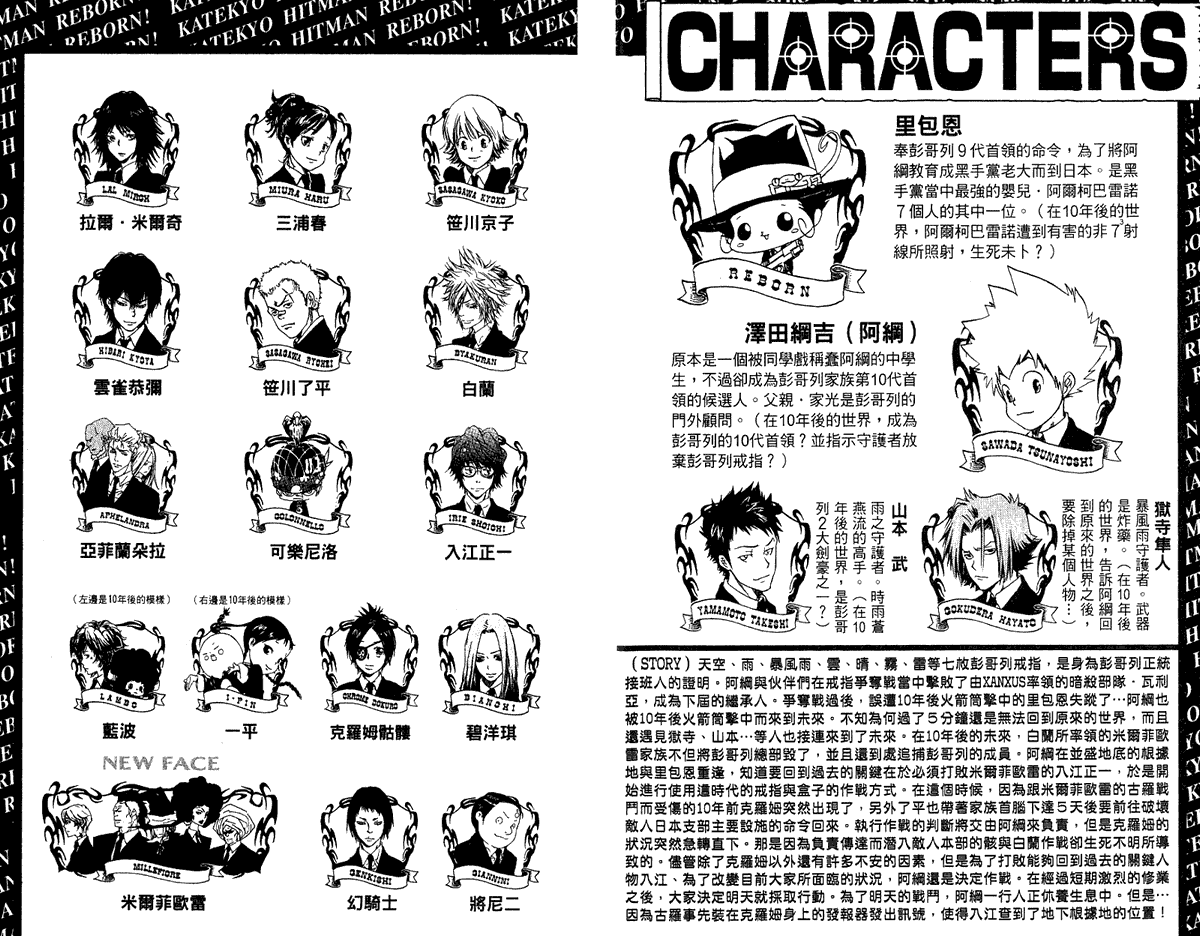 CHARACTERS
里包恩
奉彭哥列9代首領的命令，為了將阿
綱教育成黑手黨老大而到日本。是黑
手黨當中最強的嬰兒．阿爾柯巴雷諾
7個人的其中一位。（在10年後的世
界，阿爾柯巴雷諾遭到有害的非7³射
線所照射，生死未卜？）
REBORN
澤田綱吉（阿綱）
原本是一個被同學戲稱蠢阿綱的中學
生，不過卻成為彭哥列家族第10代首
領的候選人。父親．家光是彭哥列的
門外顧問。（在10年後的世界，成為
彭哥列的10代首領？並指示守護者放
棄彭哥列戒指？）
SAWADA TSUNAYOSHI
獄寺隼人
暴風雨守護者。武器
是炸藥。（在10年後
的世界，告訴阿綱回
到原來的世界之後，
要除掉某個人物…）
GOKUDERA HAYATO
山本 武
雨之守護者。時雨蒼
燕流的高手。（在10
年後的世界，是彭哥
列2大劍豪之一？）
YAMAMOTO TAKESHI
（STORY）天空、雨、暴風雨、雲、晴、霧、雷等七枚彭哥列戒指，是身為彭哥列正統
接班人的證明。阿綱與伙伴們在戒指爭奪戰當中擊敗了由XANXUS率領的暗殺部隊．瓦利
亞，成為下屆的繼承人。爭奪戰過後，誤遭10年後火箭筒擊中的里包恩失蹤了…阿綱也
被10年後火箭筒擊中而來到未來。不知為何過了5分鐘還是無法回到原來的世界，而且
還遇見獄寺、山本…等人也接連來到了未來。在10年後的未來，白蘭所率領的米爾菲歐
雷家族不但將彭哥列總部毀了，並且還到處追捕彭哥列的成員。阿綱在並盛地底的根據
地與里包恩重逢，知道要回到過去的關鍵在於必須打敗米爾菲歐雷的入江正一，於是開
始進行使用這時代的戒指與盒子的作戰方式。在這個時候，因為跟米爾菲歐雷的古羅戰
鬥而受傷的10年前克羅姆突然出現了，另外了平也帶著家族首腦下達5天後要前往破壞
敵人日本支部主要設施的命令回來。執行作戰的判斷將交由阿綱來負責，但是克羅姆的
狀況突然急轉直下。那是因為負責傳達而潛入敵人本部的骸與白蘭作戰卻生死不明所導
致的。儘管除了克羅姆以外還有許多不安的因素，但是為了打敗能夠回到過去的關鍵人
物入江、為了改變目前大家所面臨的狀況，阿綱還是決定作戰。在經過短期激烈的修業
之後，大家決定明天就採取行動。為了明天的戰鬥，阿綱一行人正休養生息中。但是…
因為古羅事先裝在克羅姆身上的發報器發出訊號，使得入江查到了地下根據地的位置！
KATEKYO HITMAN REBORN!
LAL MIRCH
拉爾．米爾奇
MIURA HARU
三浦春
SASAGAWA KYOKO
笹川京子
HIBARI KYOYA
雲雀恭彌
SASAGAWA RYOHEI
笹川了平
BYAKURAN
白蘭
APHELANDRA
亞菲蘭朵拉
COLONNELLO
可樂尼洛
IRIE SHOICHI
入江正一
（左邊是10年後的模樣）
LAMBO
藍波
（右邊是10年後的模樣）
I-PIN
一平
CHROME DOKURO
克羅姆骷髏
BIANCHI
碧洋琪
NEW FACE
MILLEFIORE
米爾菲歐雷
GENKISHI
幻騎士
GIANNINI
將尼二